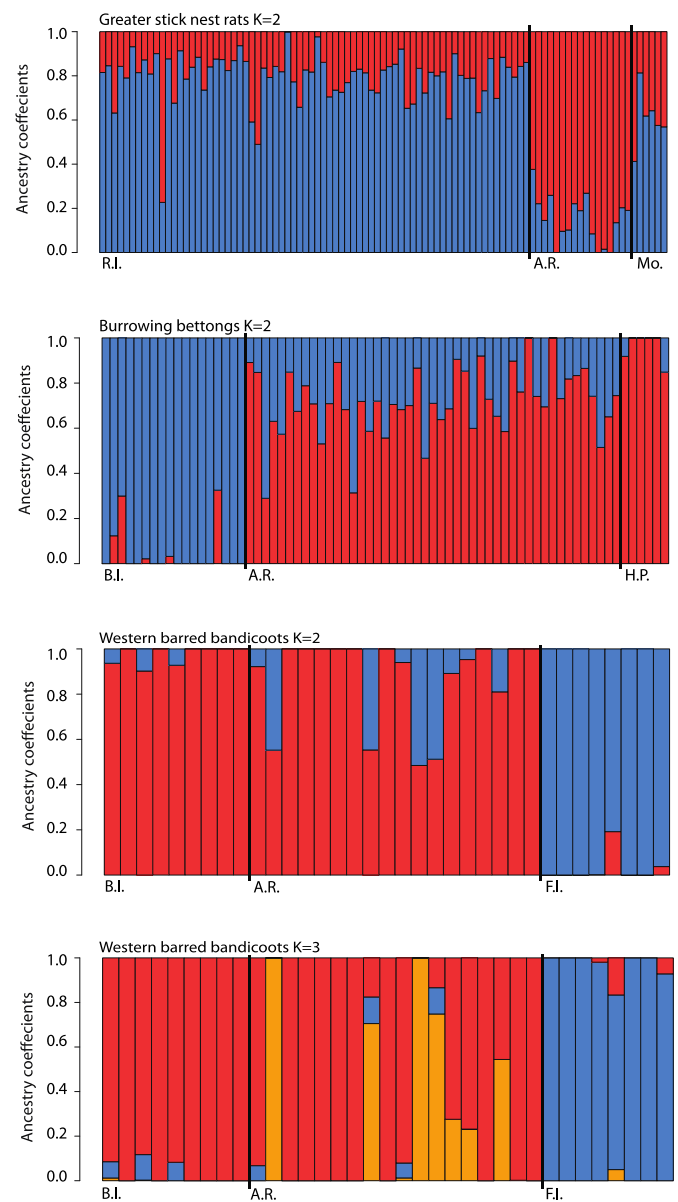 Greater stick nest rats K=2
Ancestry coeffecients
1.0
0.8
0.6
0.4
0.2
0.0
R.I. A.R. Mo.
Burrowing bettongs K=2
Ancestry coeffecients
1.0
0.8
0.6
0.4
0.2
0.0
B.I. A.R. H.P.
Western barred bandicoots K=2
Ancestry coeffecients
1.0
0.8
0.6
0.4
0.2
0.0
B.I. A.R. F.I.
Western barred bandicoots K=3
Ancestry coeffecients
1.0
0.8
0.6
0.4
0.2
0.0
B.I. A.R. F.I.